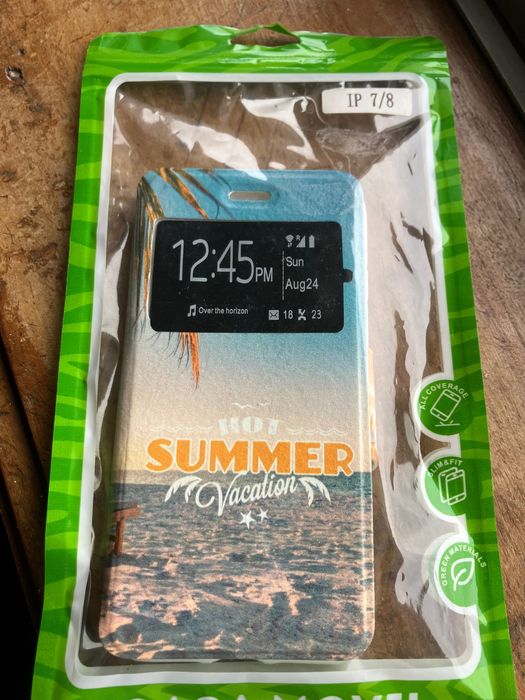 IP 7/8
12:45PM
Sun
Aug24
Over the horizon
18
23
HOT
SUMMER
Vacation
ALL COVERAGE
SLIM & FIT
GREEN MATERIALS